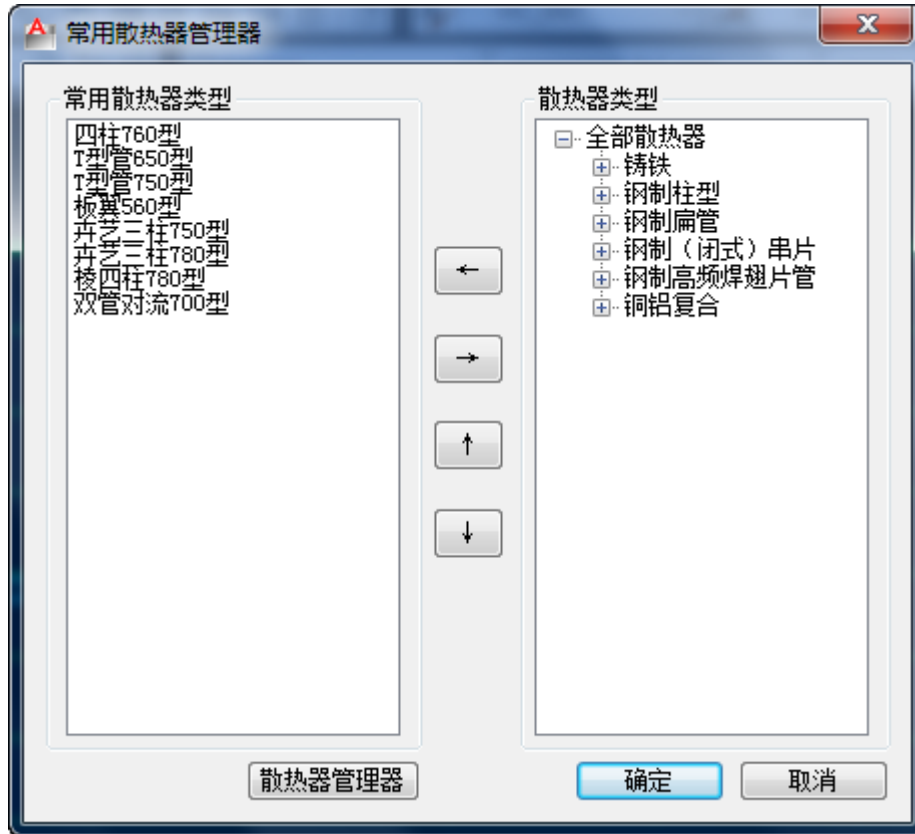 常用散热器管理器
常用散热器类型
四柱760型
T型管650型
T型管750型
板翼560型
卉艺三柱750型
卉艺三柱780型
棱四柱780型
双管对流700型
←
→
↑
↓
散热器类型
全部散热器
铸铁
钢制柱型
钢制扁管
钢制（闭式）串片
钢制高频焊翅片管
铜铝复合
散热器管理器
确定
取消